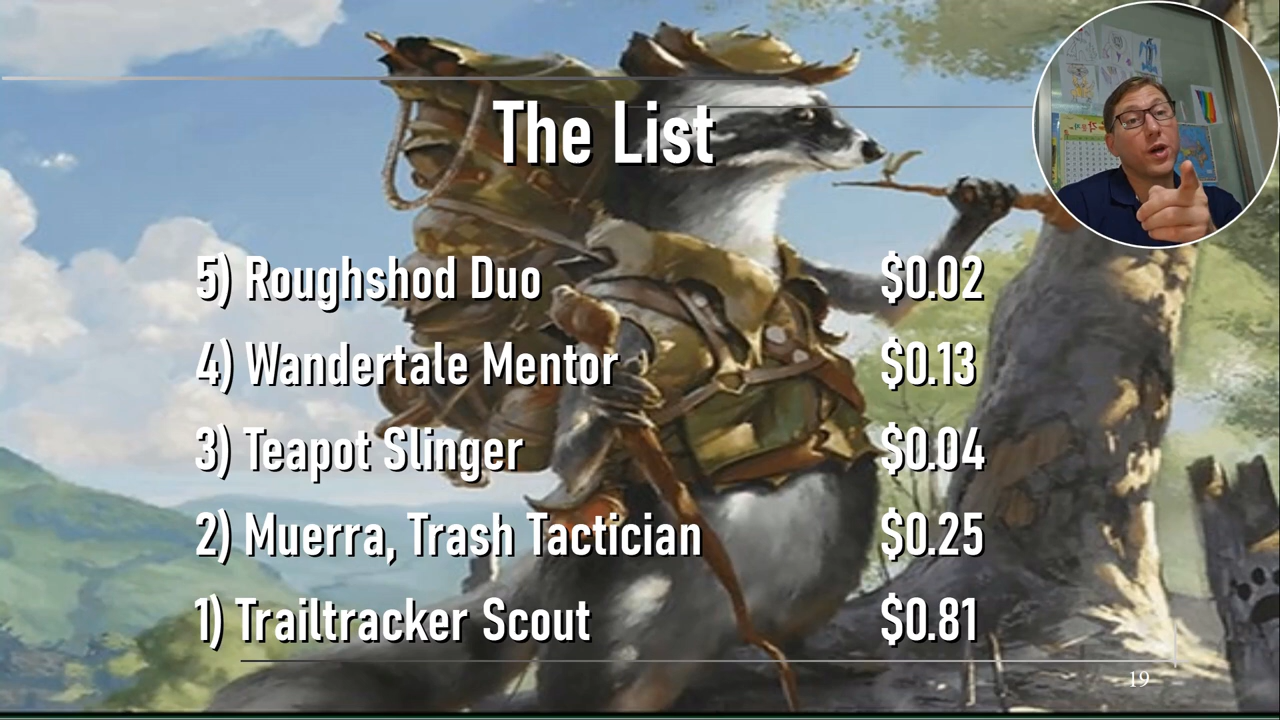 The List
5) Roughshod Duo $0.02
4) Wandertale Mentor $0.13
3) Teapot Slinger $0.04
2) Muerra, Trash Tactician $0.25
1) Trailtracker Scout $0.81
19